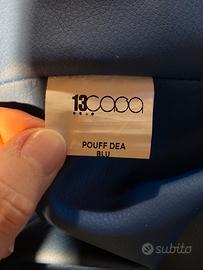 13casa
POUFF DEA
BLU
subito